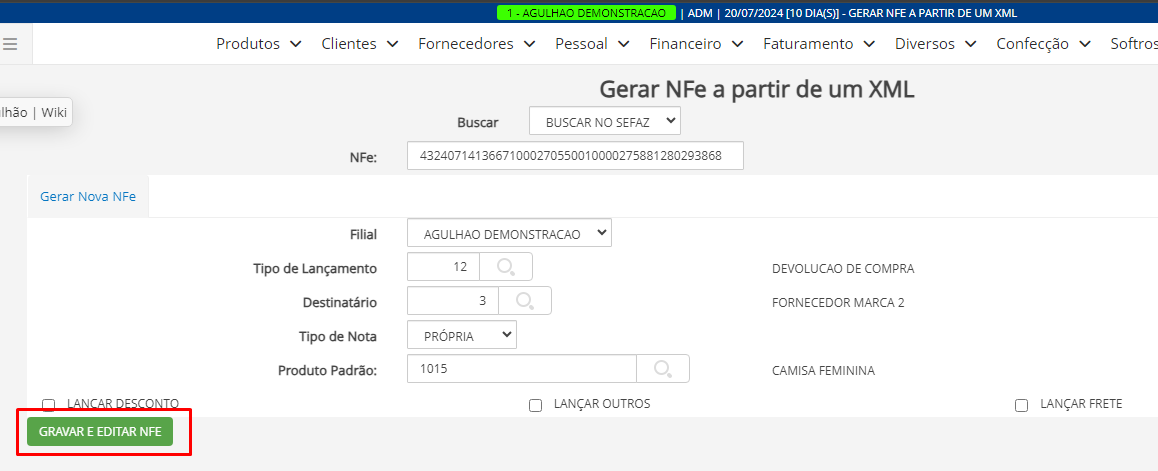 1 - AGULHAO DEMONSTRACAO | ADM | 20/07/2024 [10 DIA(S)] - GERAR NFE A PARTIR DE UM XML
Produtos Clientes Fornecedores Pessoal Financeiro Faturamento Diversos Confecção Softros
Gerar NFe a partir de um XML
lhão | Wiki
Buscar BUSCAR NO SEFAZ
NFe: 43240714136671000270550010000275881280293868
Gerar Nova NFe
Filial AGULHAO DEMONSTRACAO
Tipo de Lançamento 12 DEVOLUCAO DE COMPRA
Destinatário 3 FORNECEDOR MARCA 2
Tipo de Nota PRÓPRIA
Produto Padrão: 1015 CAMISA FEMININA
LANÇAR DESCONTO LANÇAR OUTROS LANÇAR FRETE
GRAVAR E EDITAR NFE